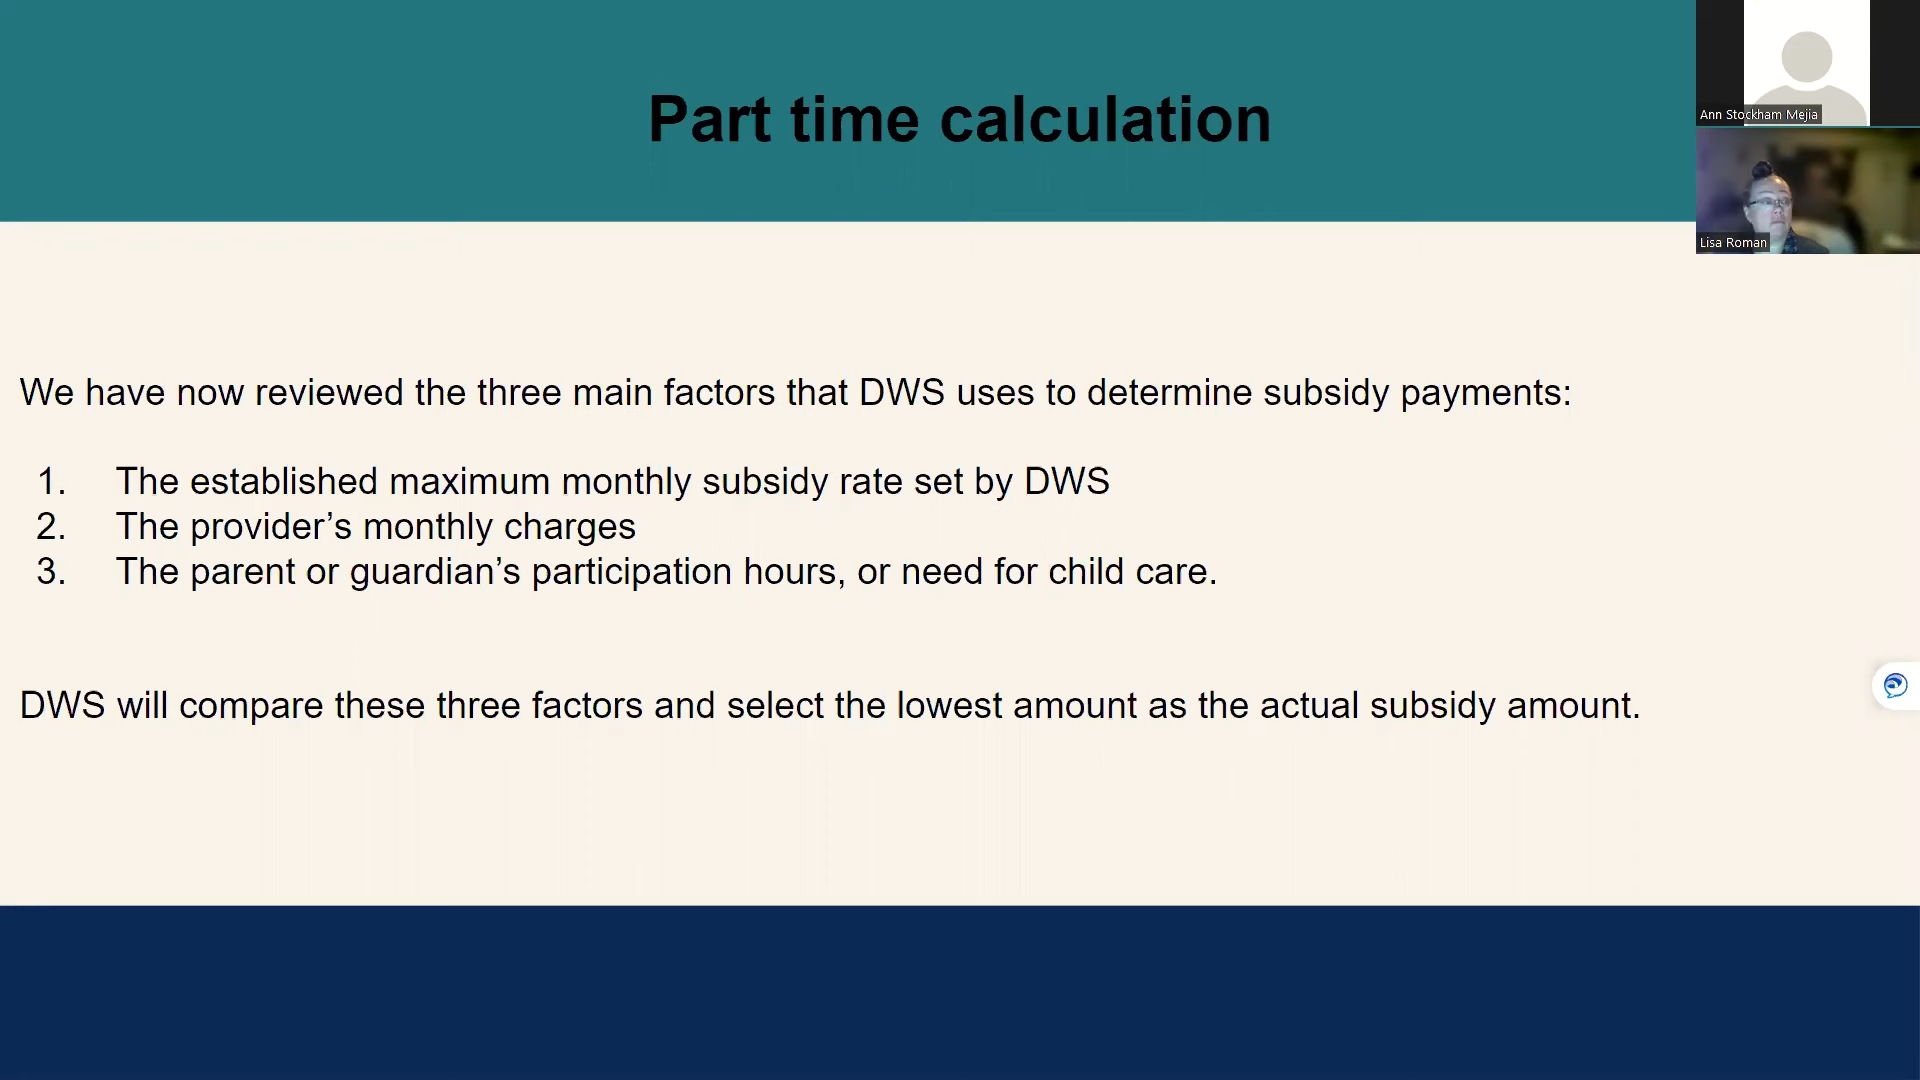 Part time calculation
Ann Stockham Mejia
Lisa Roman
We have now reviewed the three main factors that DWS uses to determine subsidy payments:
1. The established maximum monthly subsidy rate set by DWS
2. The provider’s monthly charges
3. The parent or guardian’s participation hours, or need for child care.
DWS will compare these three factors and select the lowest amount as the actual subsidy amount.